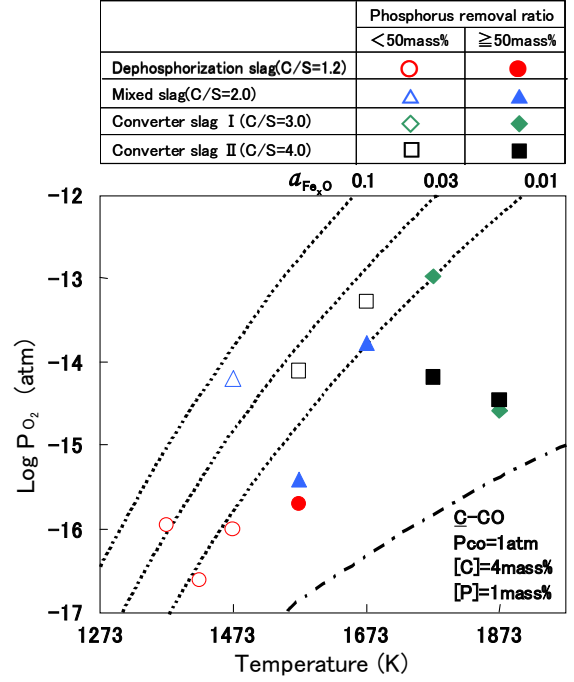 Phosphorus removal ratio
<50mass% ≧50mass%
Dephosphorization slag(C/S=1.2)
Mixed slag(C/S=2.0)
Converter slag Ⅰ(C/S=3.0)
Converter slag Ⅱ(C/S=4.0)
aFexO 0.1 0.03 0.01
-12
-13
-14
-15
-16
-17
Log PO2 (atm)
C-CO
Pco=1atm
[C]=4mass%
[P]=1mass%
1273 1473 1673 1873
Temperature (K)